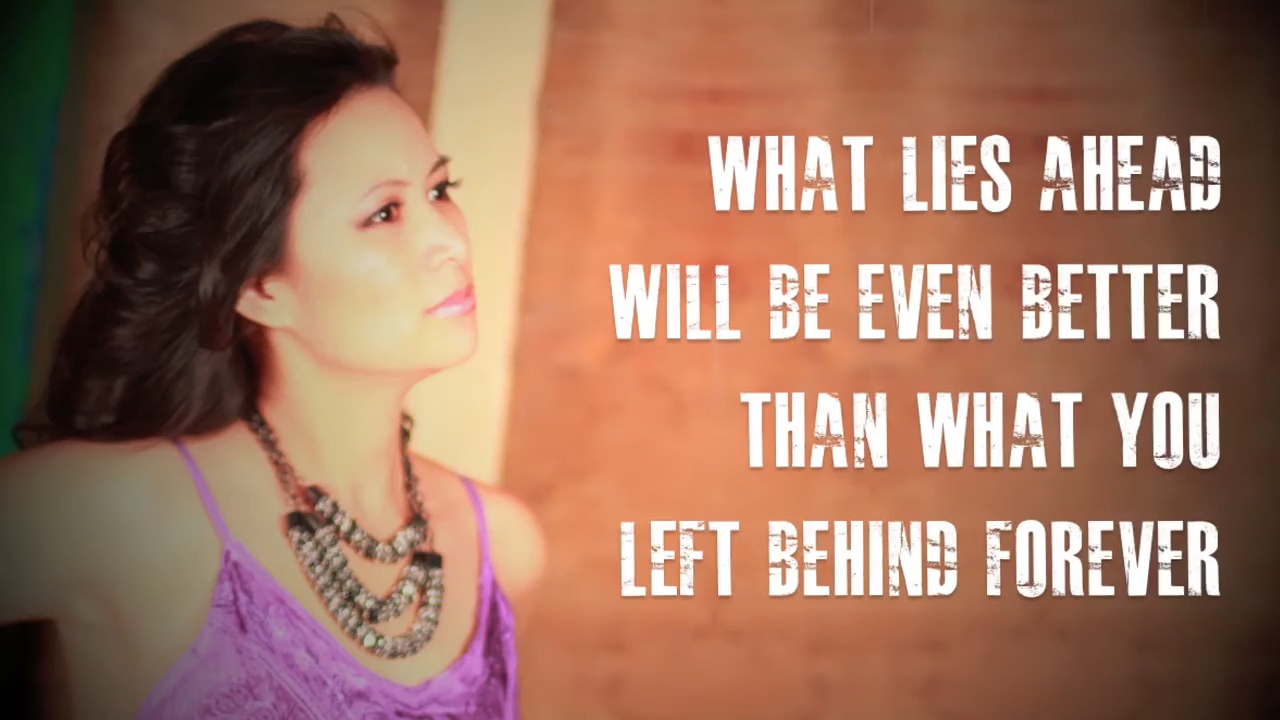 WHAT LIES AHEAD
WILL BE EVEN BETTER
THAN WHAT YOU
LEFT BEHIND FOREVER